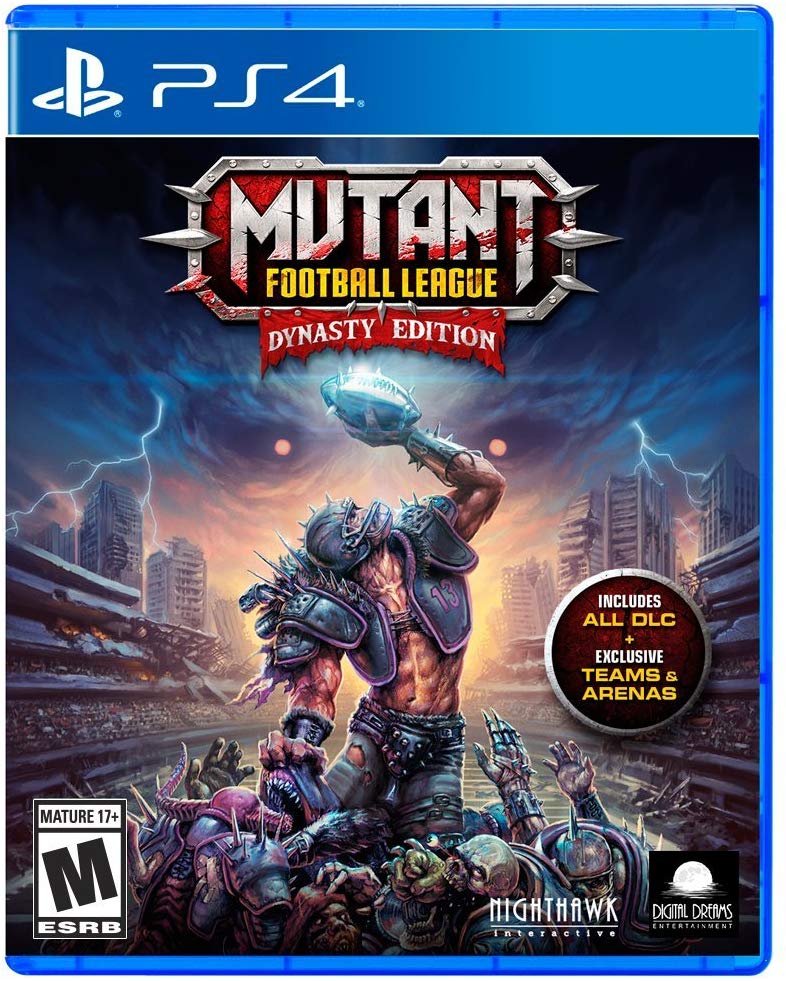 PS4
MUTANT
FOOTBALL LEAGUE
DYNASTY EDITION
13
INCLUDES
ALL DLC
+
EXCLUSIVE
TEAMS &
ARENAS
MATURE 17+
M
ESRB
NIGHTHAWK
interactive
DIGITAL DREAMS
ENTERTAINMENT